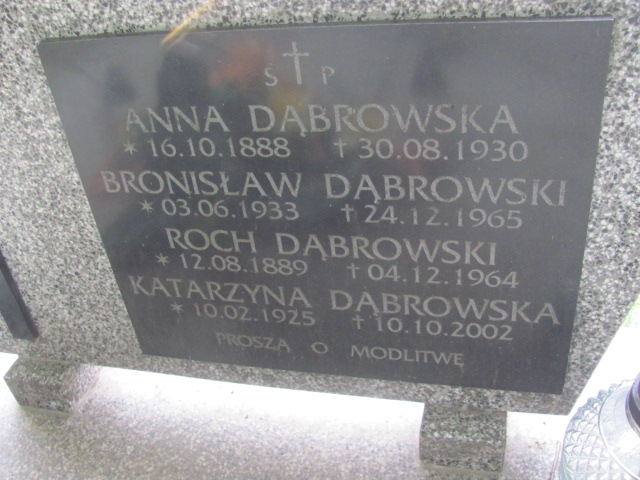 Ś † P
ANNA DĄBROWSKA
* 16.10.1888 † 30.08.1930
BRONISŁAW DĄBROWSKI
* 03.06.1933 † 24.12.1965
ROCH DĄBROWSKI
* 12.08.1889 † 04.12.1964
KATARZYNA DĄBROWSKA
* 10.02.1925 † 10.10.2002
PROSZĄ O MODLITWĘ